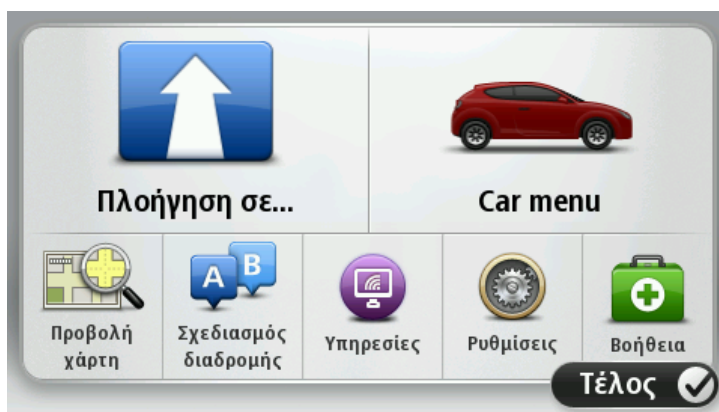 Πλοήγηση σε...
Car menu
A B
Προβολή
χάρτη
Σχεδιασμός
διαδρομής
Υπηρεσίες
Ρυθμίσεις
Βοήθεια
Τέλος